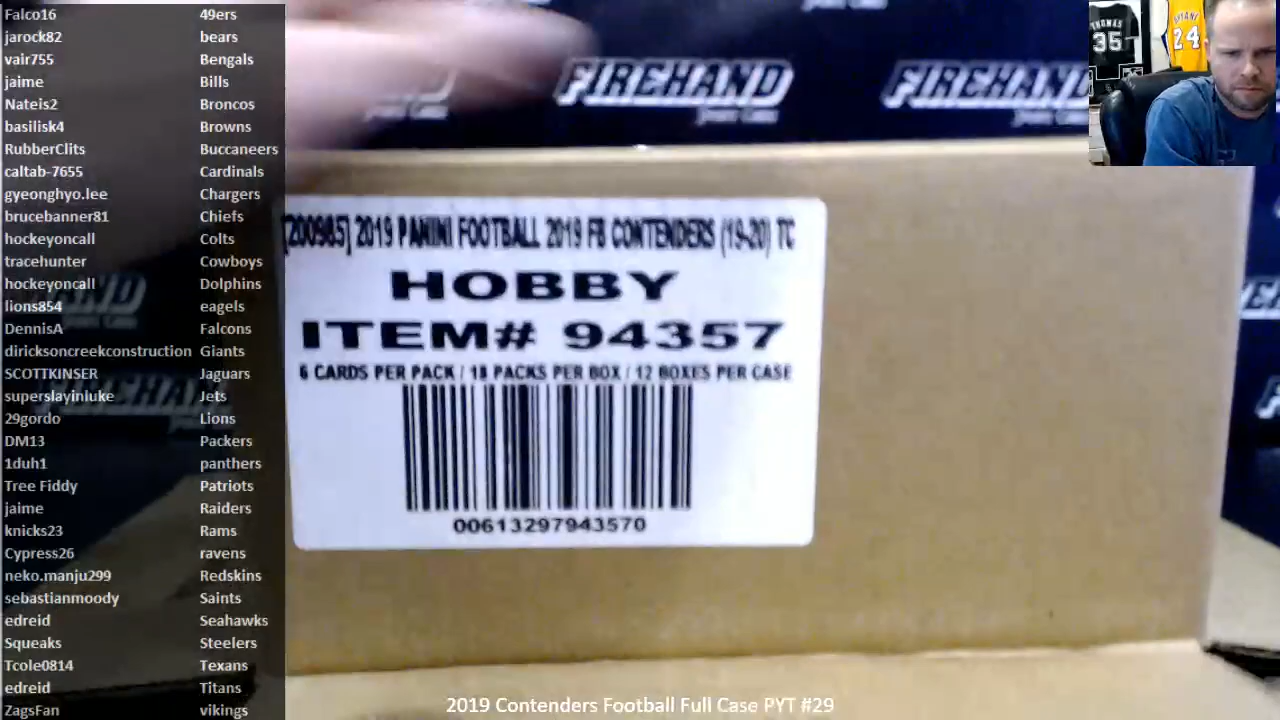 Falco16 49ers
jarock82 bears
vair755 Bengals
jaime Bills
Nateis2 Broncos
basilisk4 Browns
RubberClits Buccaneers
caltab-7655 Cardinals
gyeonghyo.lee Chargers
brucebanner81 Chiefs
hockeyoncall Colts
tracehunter Cowboys
hockeyoncall Dolphins
lions854 eagels
DennisA Falcons
diricksoncreekconstruction Giants
SCOTTKINSER Jaguars
superslayinluke Jets
29gordo Lions
DM13 Packers
1duh1 panthers
Tree Fiddy Patriots
jaime Raiders
knicks23 Rams
Cypress26 ravens
neko.manju299 Redskins
sebastianmoody Saints
edreid Seahawks
Squeaks Steelers
Tcole0814 Texans
edreid Titans
ZagsFan vikings
FIREHAND
FIREHAND
THOMAS
35
BRYANT
24
[200985] 2019 PANINI FOOTBALL 2019 FB CONTENDERS (19-20) TC
HOBBY
ITEM# 94357
6 CARDS PER PACK / 18 PACKS PER BOX / 12 BOXES PER CASE
00613297943570
2019 Contenders Football Full Case PYT #29